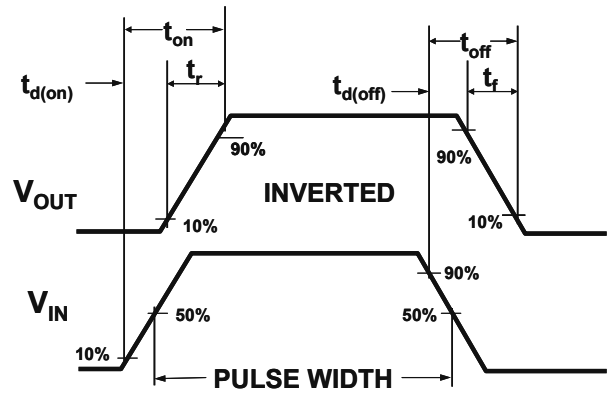 t_on
t_off
t_d(on)
t_r
t_d(off)
t_f
90%
90%
V_OUT
INVERTED
10%
10%
90%
V_IN
50%
50%
10%
PULSE WIDTH